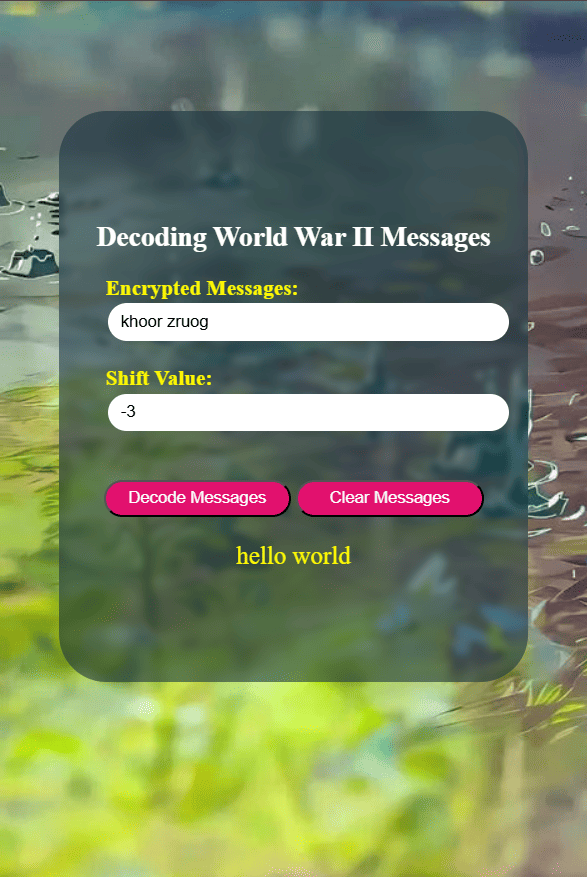 Decoding World War II Messages
Encrypted Messages:
khoor zruog
Shift Value:
-3
Decode Messages Clear Messages
hello world